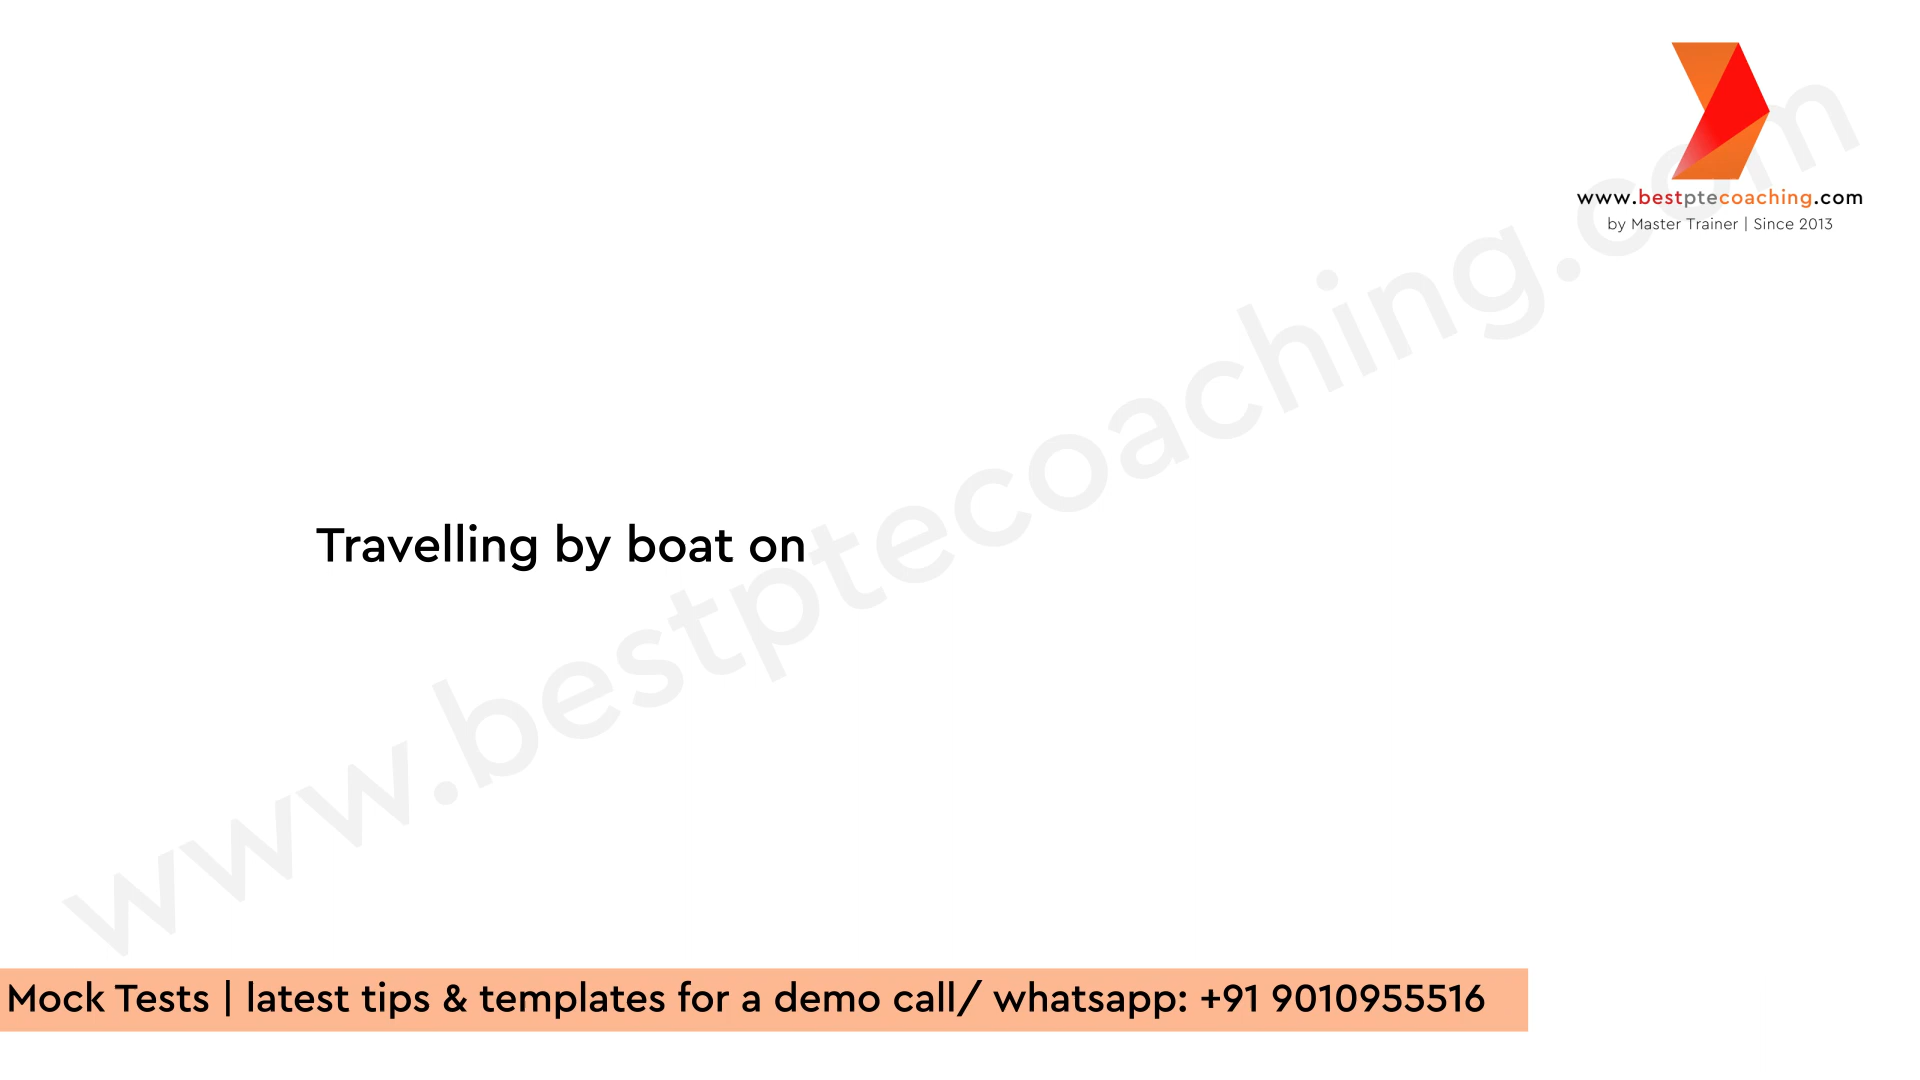 www.bestptecoaching.com
by Master Trainer | Since 2013
www.bestptecoaching.com
Travelling by boat on
Mock Tests | latest tips & templates for a demo call/ whatsapp: +91 9010955516